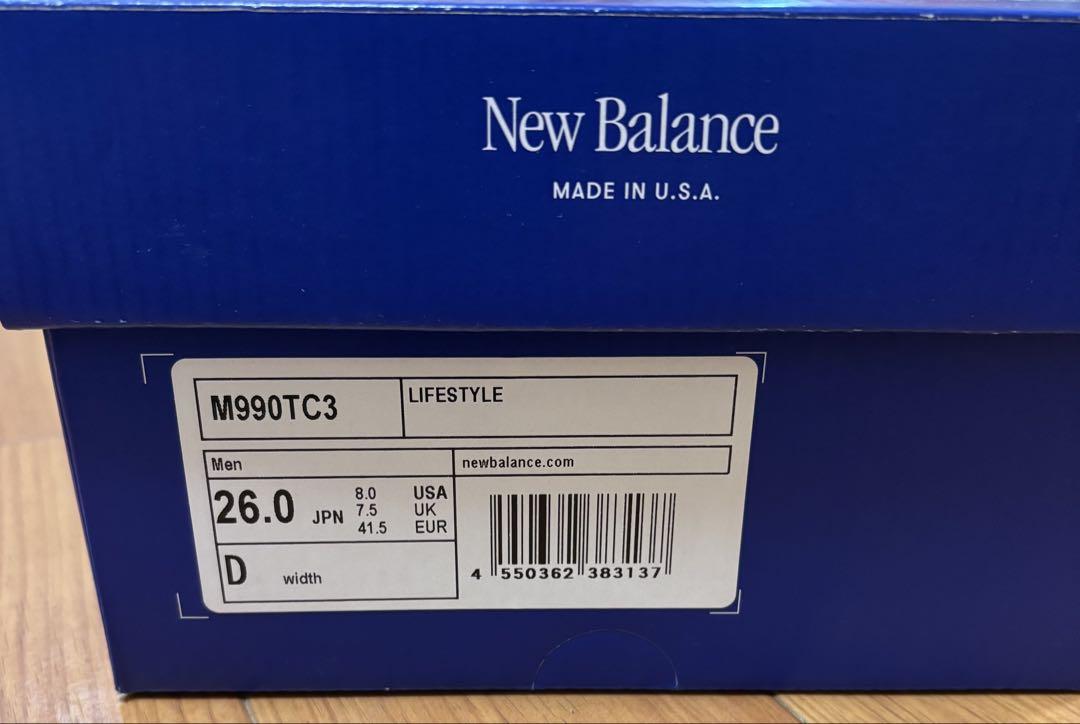 New Balance
MADE IN U.S.A.
M990TC3
LIFESTYLE
Men
newbalance.com
26.0 JPN
8.0 USA
7.5 UK
41.5 EUR
D width
4 550362 383137